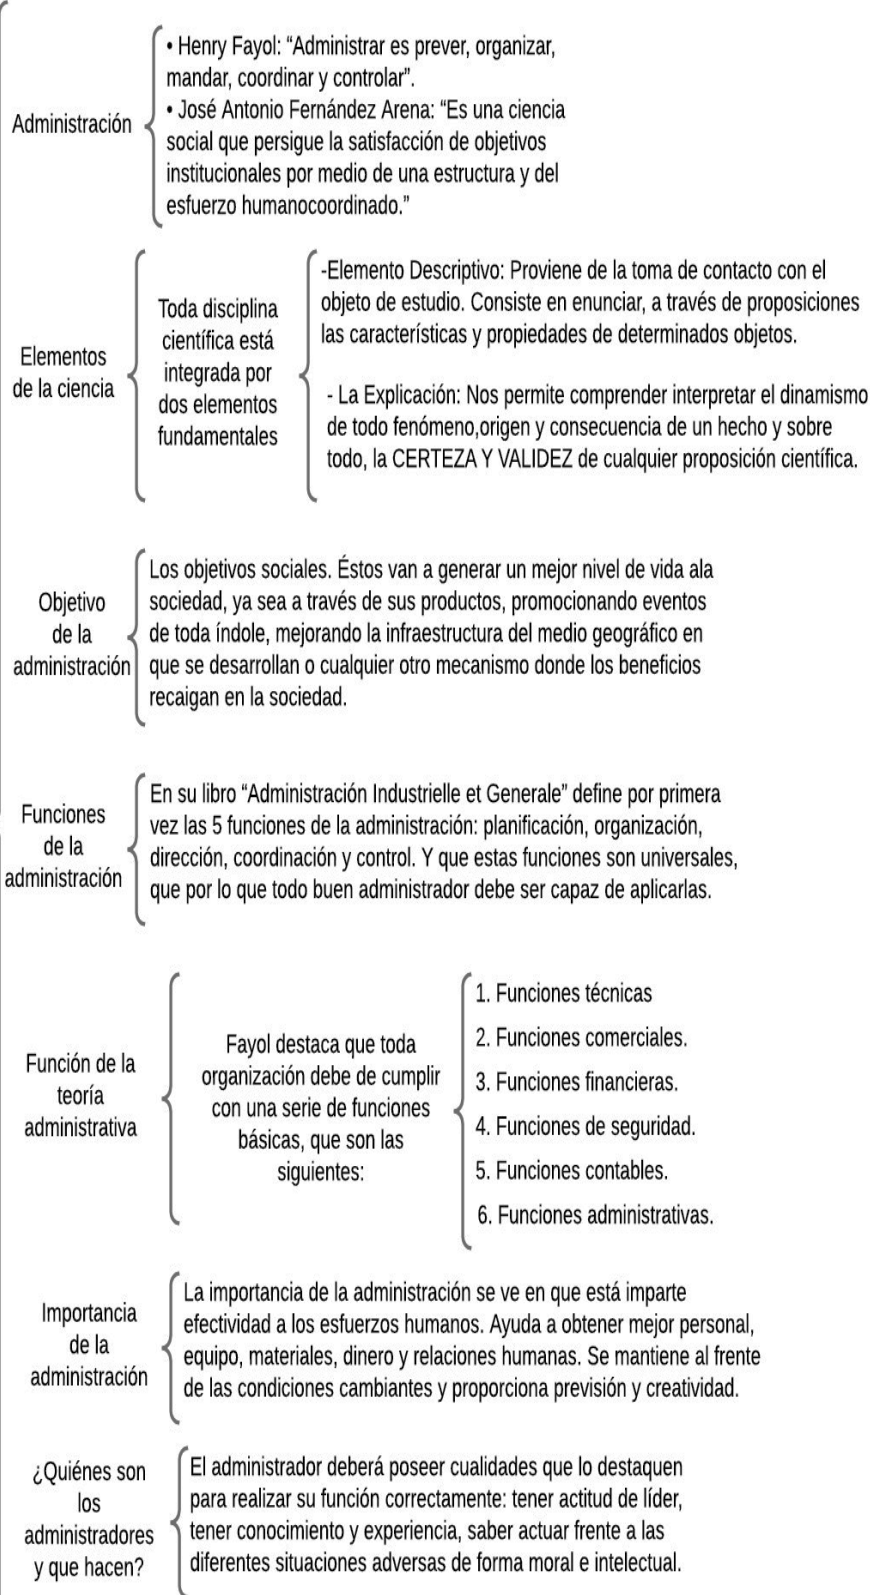 Administración
• Henry Fayol: “Administrar es prever, organizar,
mandar, coordinar y controlar”.
• José Antonio Fernández Arena: “Es una ciencia
social que persigue la satisfacción de objetivos
institucionales por medio de una estructura y del
esfuerzo humanocoordinado.”
Elementos
de la ciencia
Toda disciplina
científica está
integrada por
dos elementos
fundamentales
-Elemento Descriptivo: Proviene de la toma de contacto con el
objeto de estudio. Consiste en enunciar, a través de proposiciones
las características y propiedades de determinados objetos.
- La Explicación: Nos permite comprender interpretar el dinamismo
de todo fenómeno,origen y consecuencia de un hecho y sobre
todo, la CERTEZA Y VALIDEZ de cualquier proposición científica.
Objetivo
de la
administración
Los objetivos sociales. Éstos van a generar un mejor nivel de vida ala
sociedad, ya sea a través de sus productos, promocionando eventos
de toda índole, mejorando la infraestructura del medio geográfico en
que se desarrollan o cualquier otro mecanismo donde los beneficios
recaigan en la sociedad.
Funciones
de la
administración
En su libro “Administración Industrielle et Generale” define por primera
vez las 5 funciones de la administración: planificación, organización,
dirección, coordinación y control. Y que estas funciones son universales,
que por lo que todo buen administrador debe ser capaz de aplicarlas.
Función de la
teoría
administrativa
Fayol destaca que toda
organización debe de cumplir
con una serie de funciones
básicas, que son las
siguientes:
1. Funciones técnicas
2. Funciones comerciales.
3. Funciones financieras.
4. Funciones de seguridad.
5. Funciones contables.
6. Funciones administrativas.
Importancia
de la
administración
La importancia de la administración se ve en que está imparte
efectividad a los esfuerzos humanos. Ayuda a obtener mejor personal,
equipo, materiales, dinero y relaciones humanas. Se mantiene al frente
de las condiciones cambiantes y proporciona previsión y creatividad.
¿Quiénes son
los
administradores
y que hacen?
El administrador deberá poseer cualidades que lo destaquen
para realizar su función correctamente: tener actitud de líder,
tener conocimiento y experiencia, saber actuar frente a las
diferentes situaciones adversas de forma moral e intelectual.